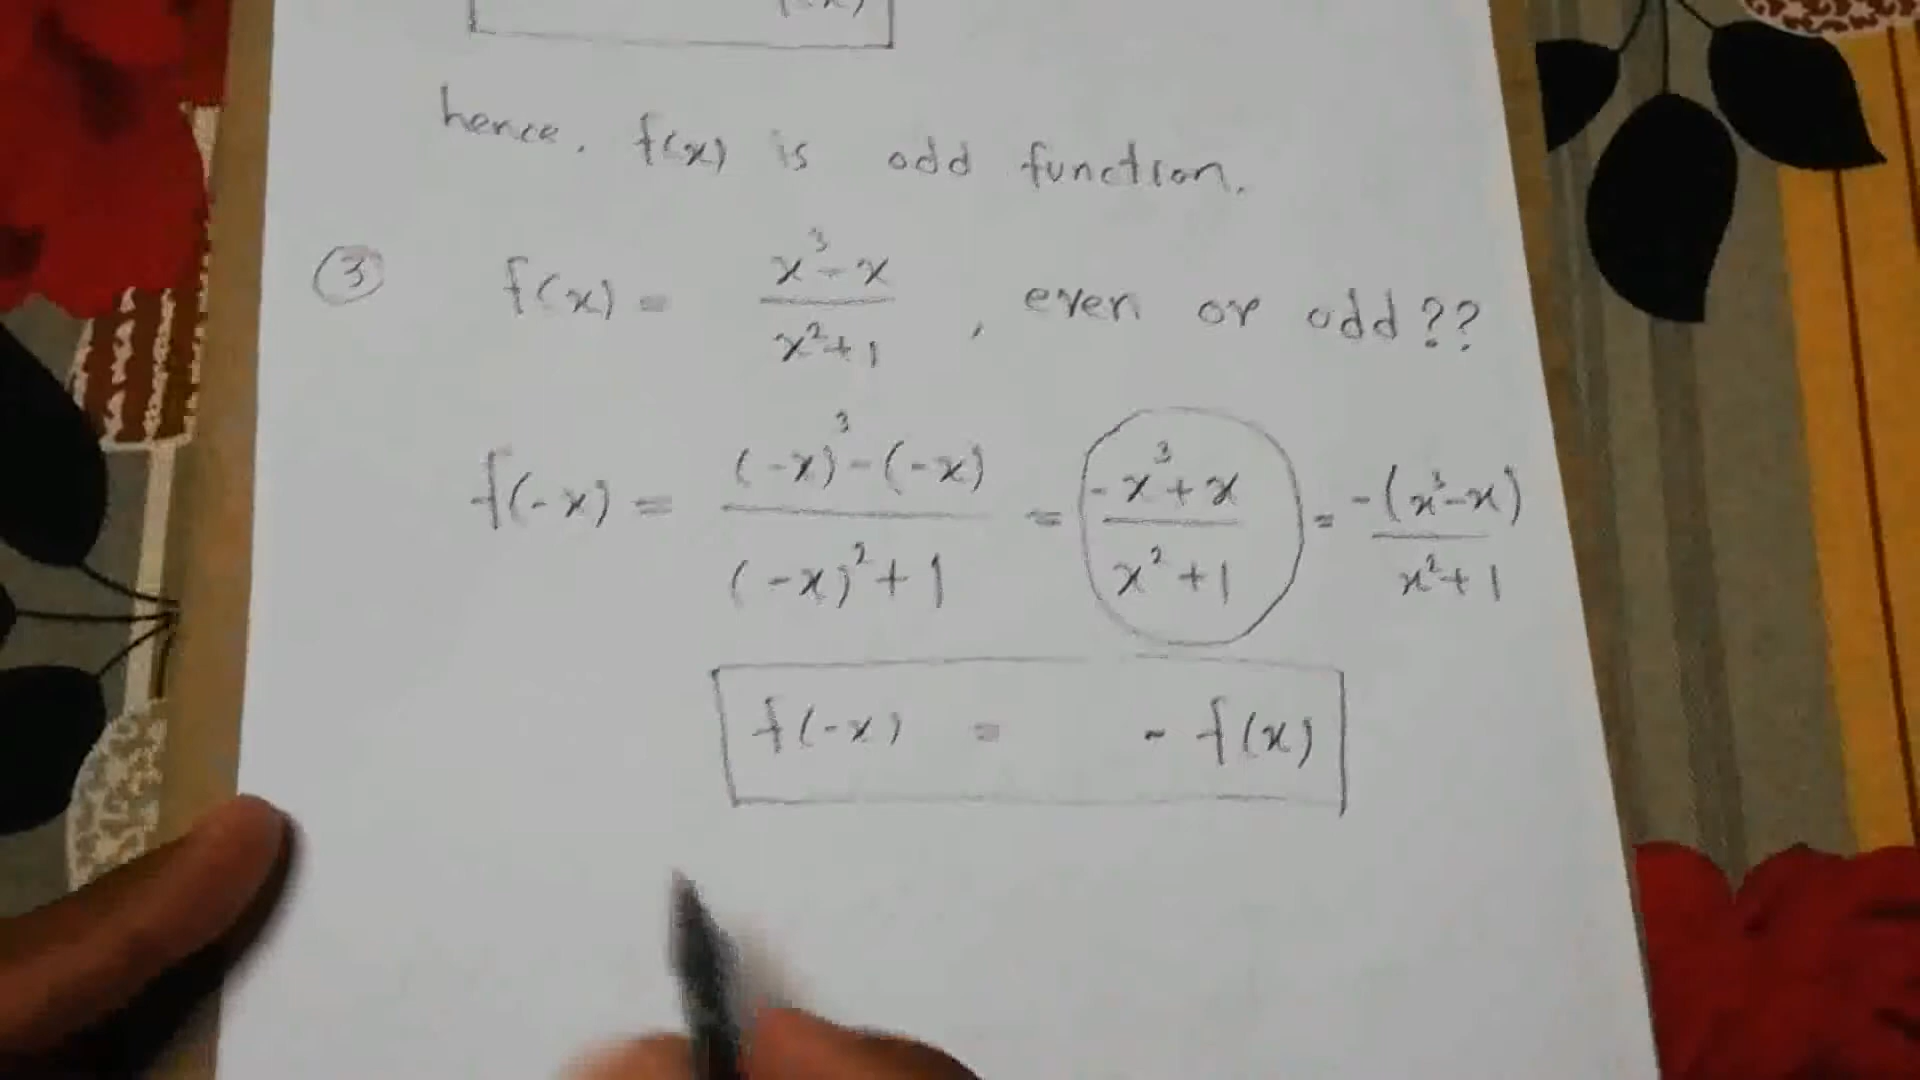 hence, f(x) is odd function.
③ f(x) = x³-x / x²+1 , even or odd??
f(-x) = (-x)³-(-x) / (-x)²+1 = -x³+x / x²+1 = -(x³-x) / x²+1
f(-x) = - f(x)